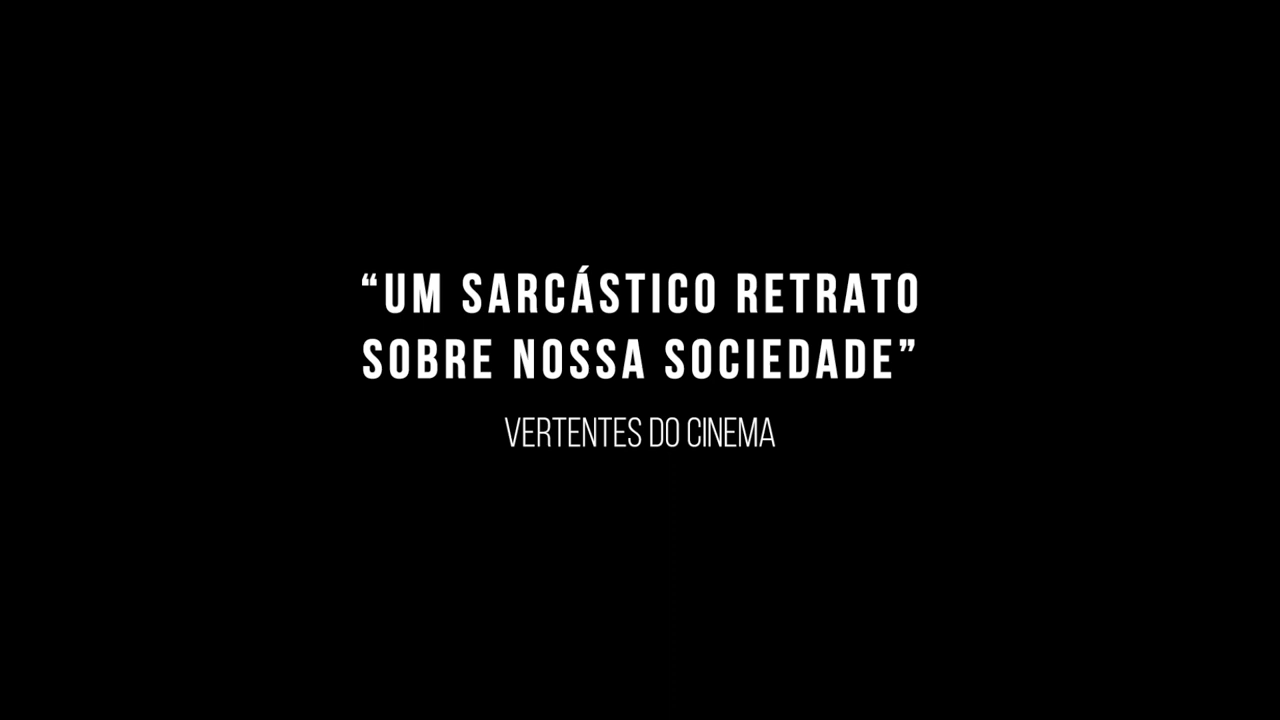 “UM SARCÁSTICO RETRATO
SOBRE NOSSA SOCIEDADE”
VERTENTES DO CINEMA